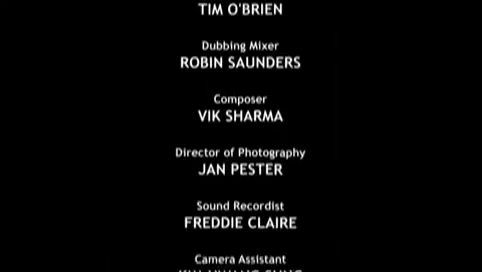 TIM O'BRIEN
Dubbing Mixer
ROBIN SAUNDERS
Composer
VIK SHARMA
Director of Photography
JAN PESTER
Sound Recordist
FREDDIE CLAIRE
Camera Assistant